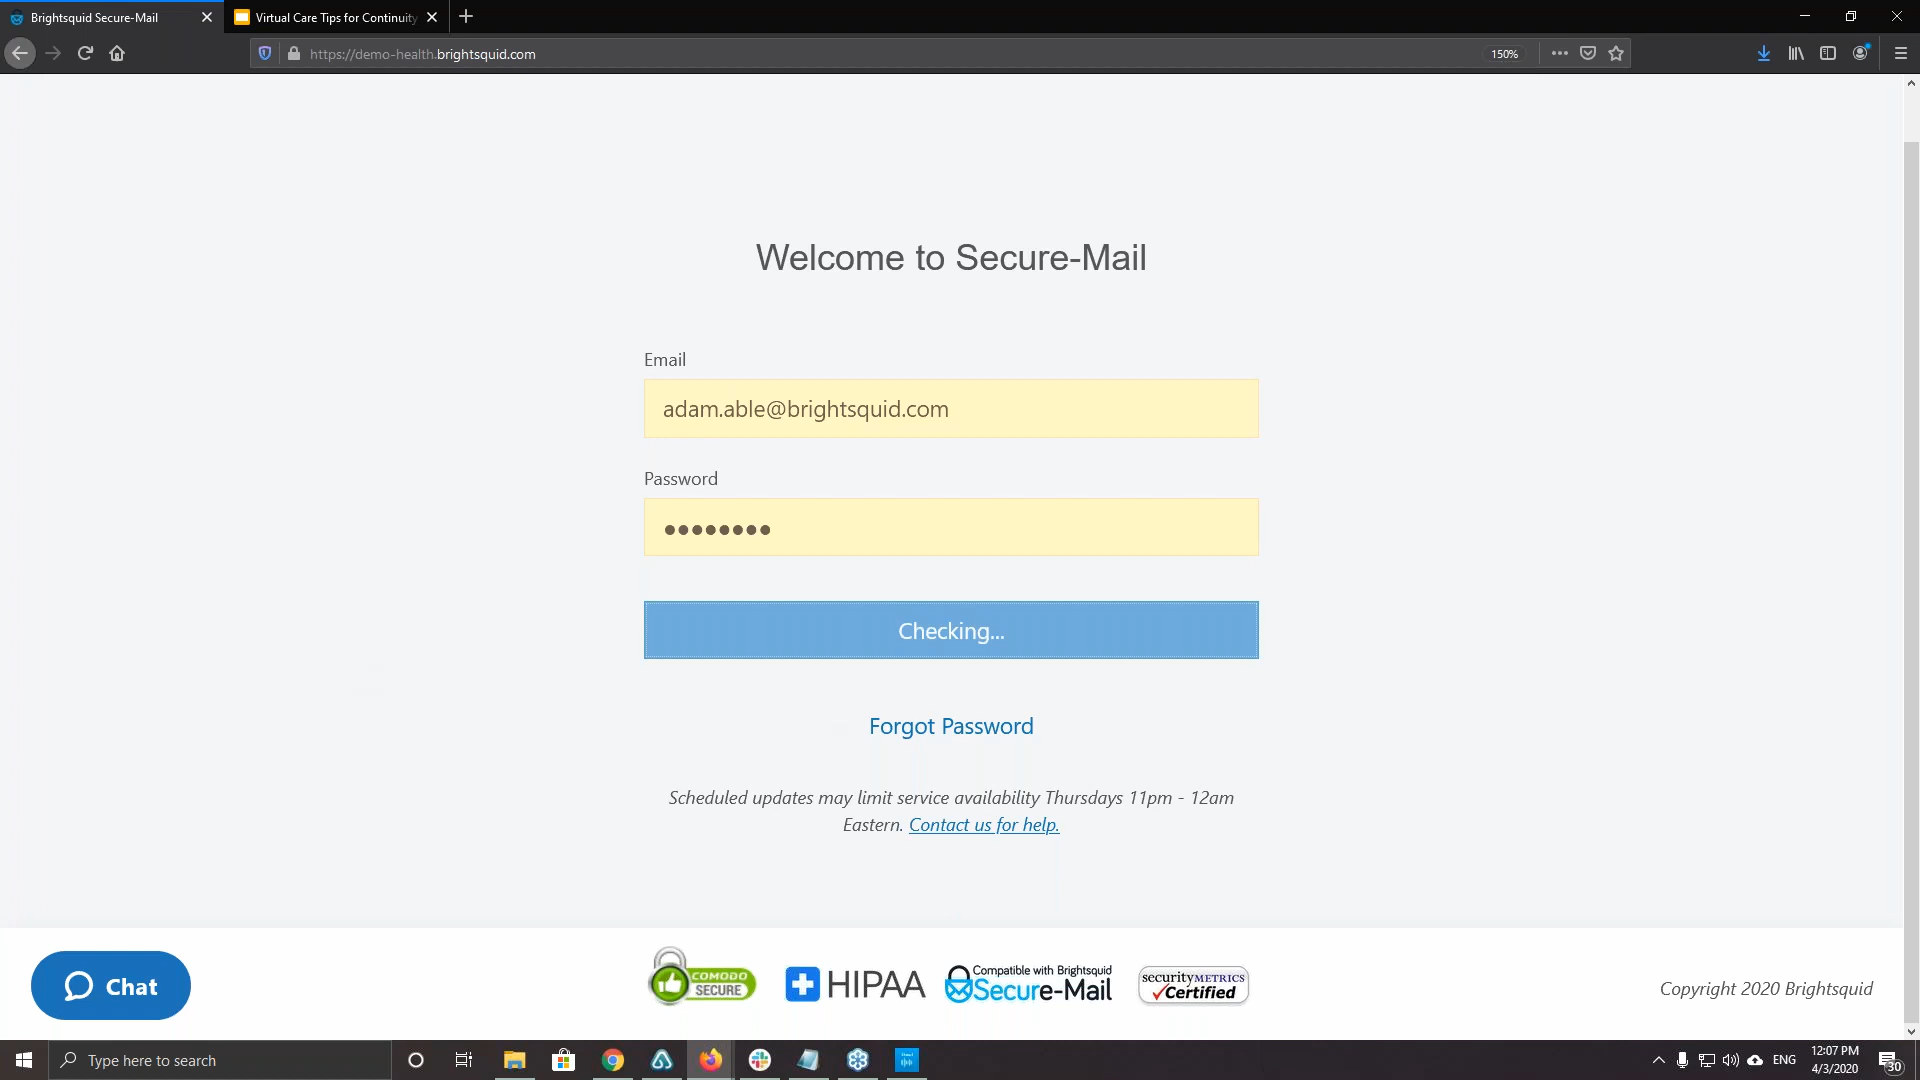 Brightsquid Secure-Mail
Virtual Care Tips for Continuity
https://demo-health.brightsquid.com
150%
Welcome to Secure-Mail
Email
adam.able@brightsquid.com
Password
Checking...
Forgot Password
Scheduled updates may limit service availability Thursdays 11pm - 12am
Eastern. Contact us for help.
Chat
COMODO
SECURE
HIPAA
Compatible with Brightsquid
Secure-Mail
securityMETRICS
Certified
Copyright 2020 Brightsquid
Type here to search
ENG
12:07 PM
4/3/2020
30